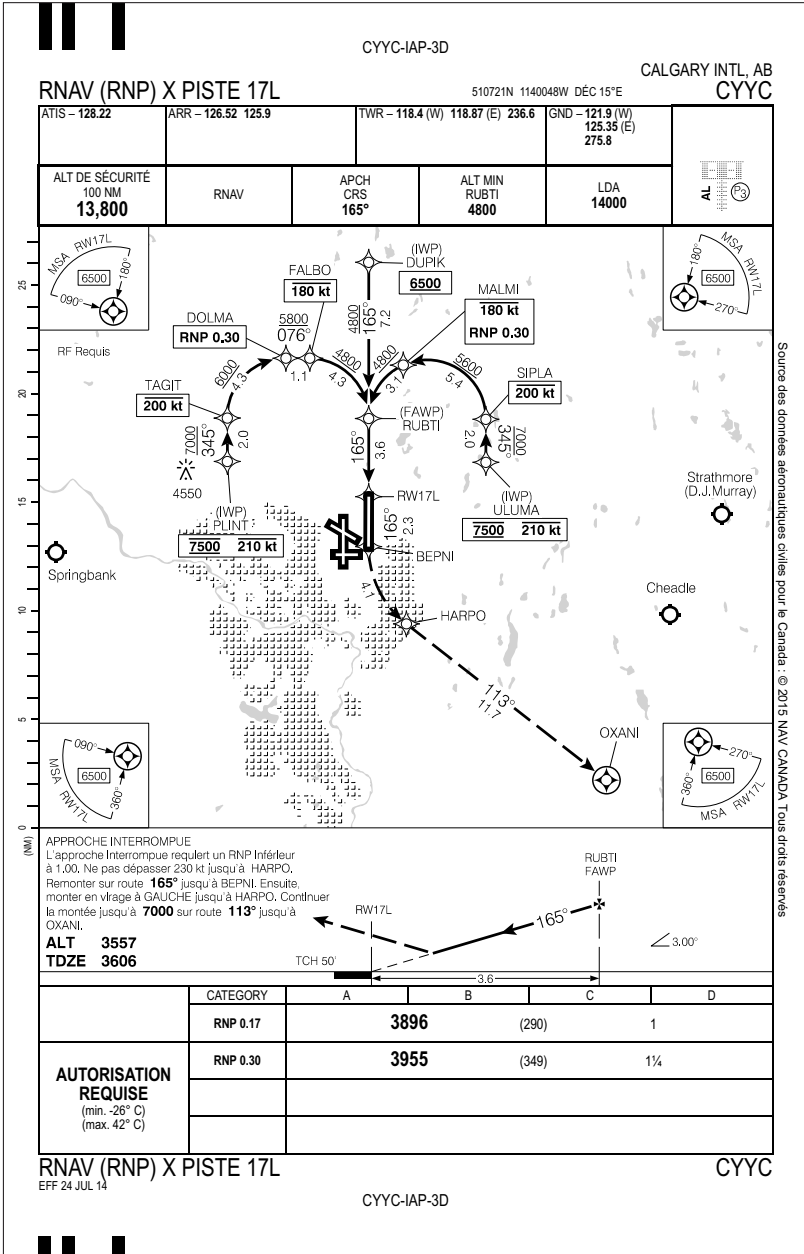 CYYC-IAP-3D
CALGARY INTL, AB
RNAV (RNP) X PISTE 17L
510721N 1140048W DÉC 15°E
CYYC
ATIS – 128.22
ARR – 126.52 125.9
TWR – 118.4 (W) 118.87 (E) 236.6
GND – 121.9 (W)
125.35 (E)
275.8
ALT DE SÉCURITÉ
100 NM
13,800
RNAV
APCH
CRS
165°
ALT MIN
RUBTI
4800
LDA
14000
AL
P3
MSA RW17L
6500
180°
090°
RF Requis
(IWP)
DUPIK
6500
4800
165°
7.2
FALBO
180 kt
MALMI
180 kt
RNP 0.30
MSA RW17L
6500
180°
270°
DOLMA
RNP 0.30
5800
076°
1.1
4800
4.3
4800
3.1
5600
5.4
6000
4.3
TAGIT
200 kt
SIPLA
200 kt
7000
345°
2.0
4550
(FAWP)
RUBTI
165°
3.6
7000
345°
2.0
(IWP)
PLINT
7500 210 kt
RW17L
165°
2.3
BEPNI
(IWP)
ULUMA
7500 210 kt
Strathmore
(D.J.Murray)
Springbank
Cheadle
4.1
HARPO
113°
11.7
OXANI
090°
6500
360°
MSA RW17L
270°
6500
360°
MSA RW17L
25
20
15
10
5
0
(NM)
Source des données aéronautiques civiles pour le Canada : © 2015 NAV CANADA Tous droits réservés
APPROCHE INTERROMPUE
L'approche Interrompue requiert un RNP Inférieur
à 1.00. Ne pas dépasser 230 kt jusqu'à HARPO.
Remonter sur route 165° jusqu'à BEPNI. Ensuite,
monter en virage à GAUCHE jusqu'à HARPO. Continuer
la montée jusqu'à 7000 sur route 113° jusqu'à
OXANI.
ALT 3557
TDZE 3606
RUBTI
FAWP
RW17L
165°
3.00°
TCH 50'
3.6
CATEGORY A B C D
RNP 0.17 3896 (290) 1
RNP 0.30 3955 (349) 1¼
AUTORISATION
REQUISE
(min. -26° C)
(max. 42° C)
RNAV (RNP) X PISTE 17L
CYYC
EFF 24 JUL 14
CYYC-IAP-3D